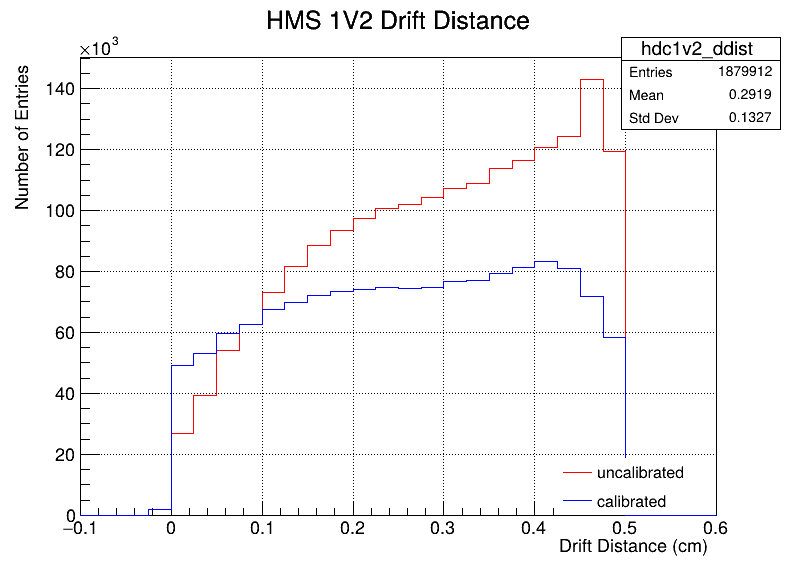 HMS 1V2 Drift Distance
×10³
hdc1v2_ddist
Entries 1879912
Mean 0.2919
Std Dev 0.1327
Number of Entries
140
120
100
80
60
40
20
0
uncalibrated
calibrated
−0.1 0 0.1 0.2 0.3 0.4 0.5 0.6
Drift Distance (cm)